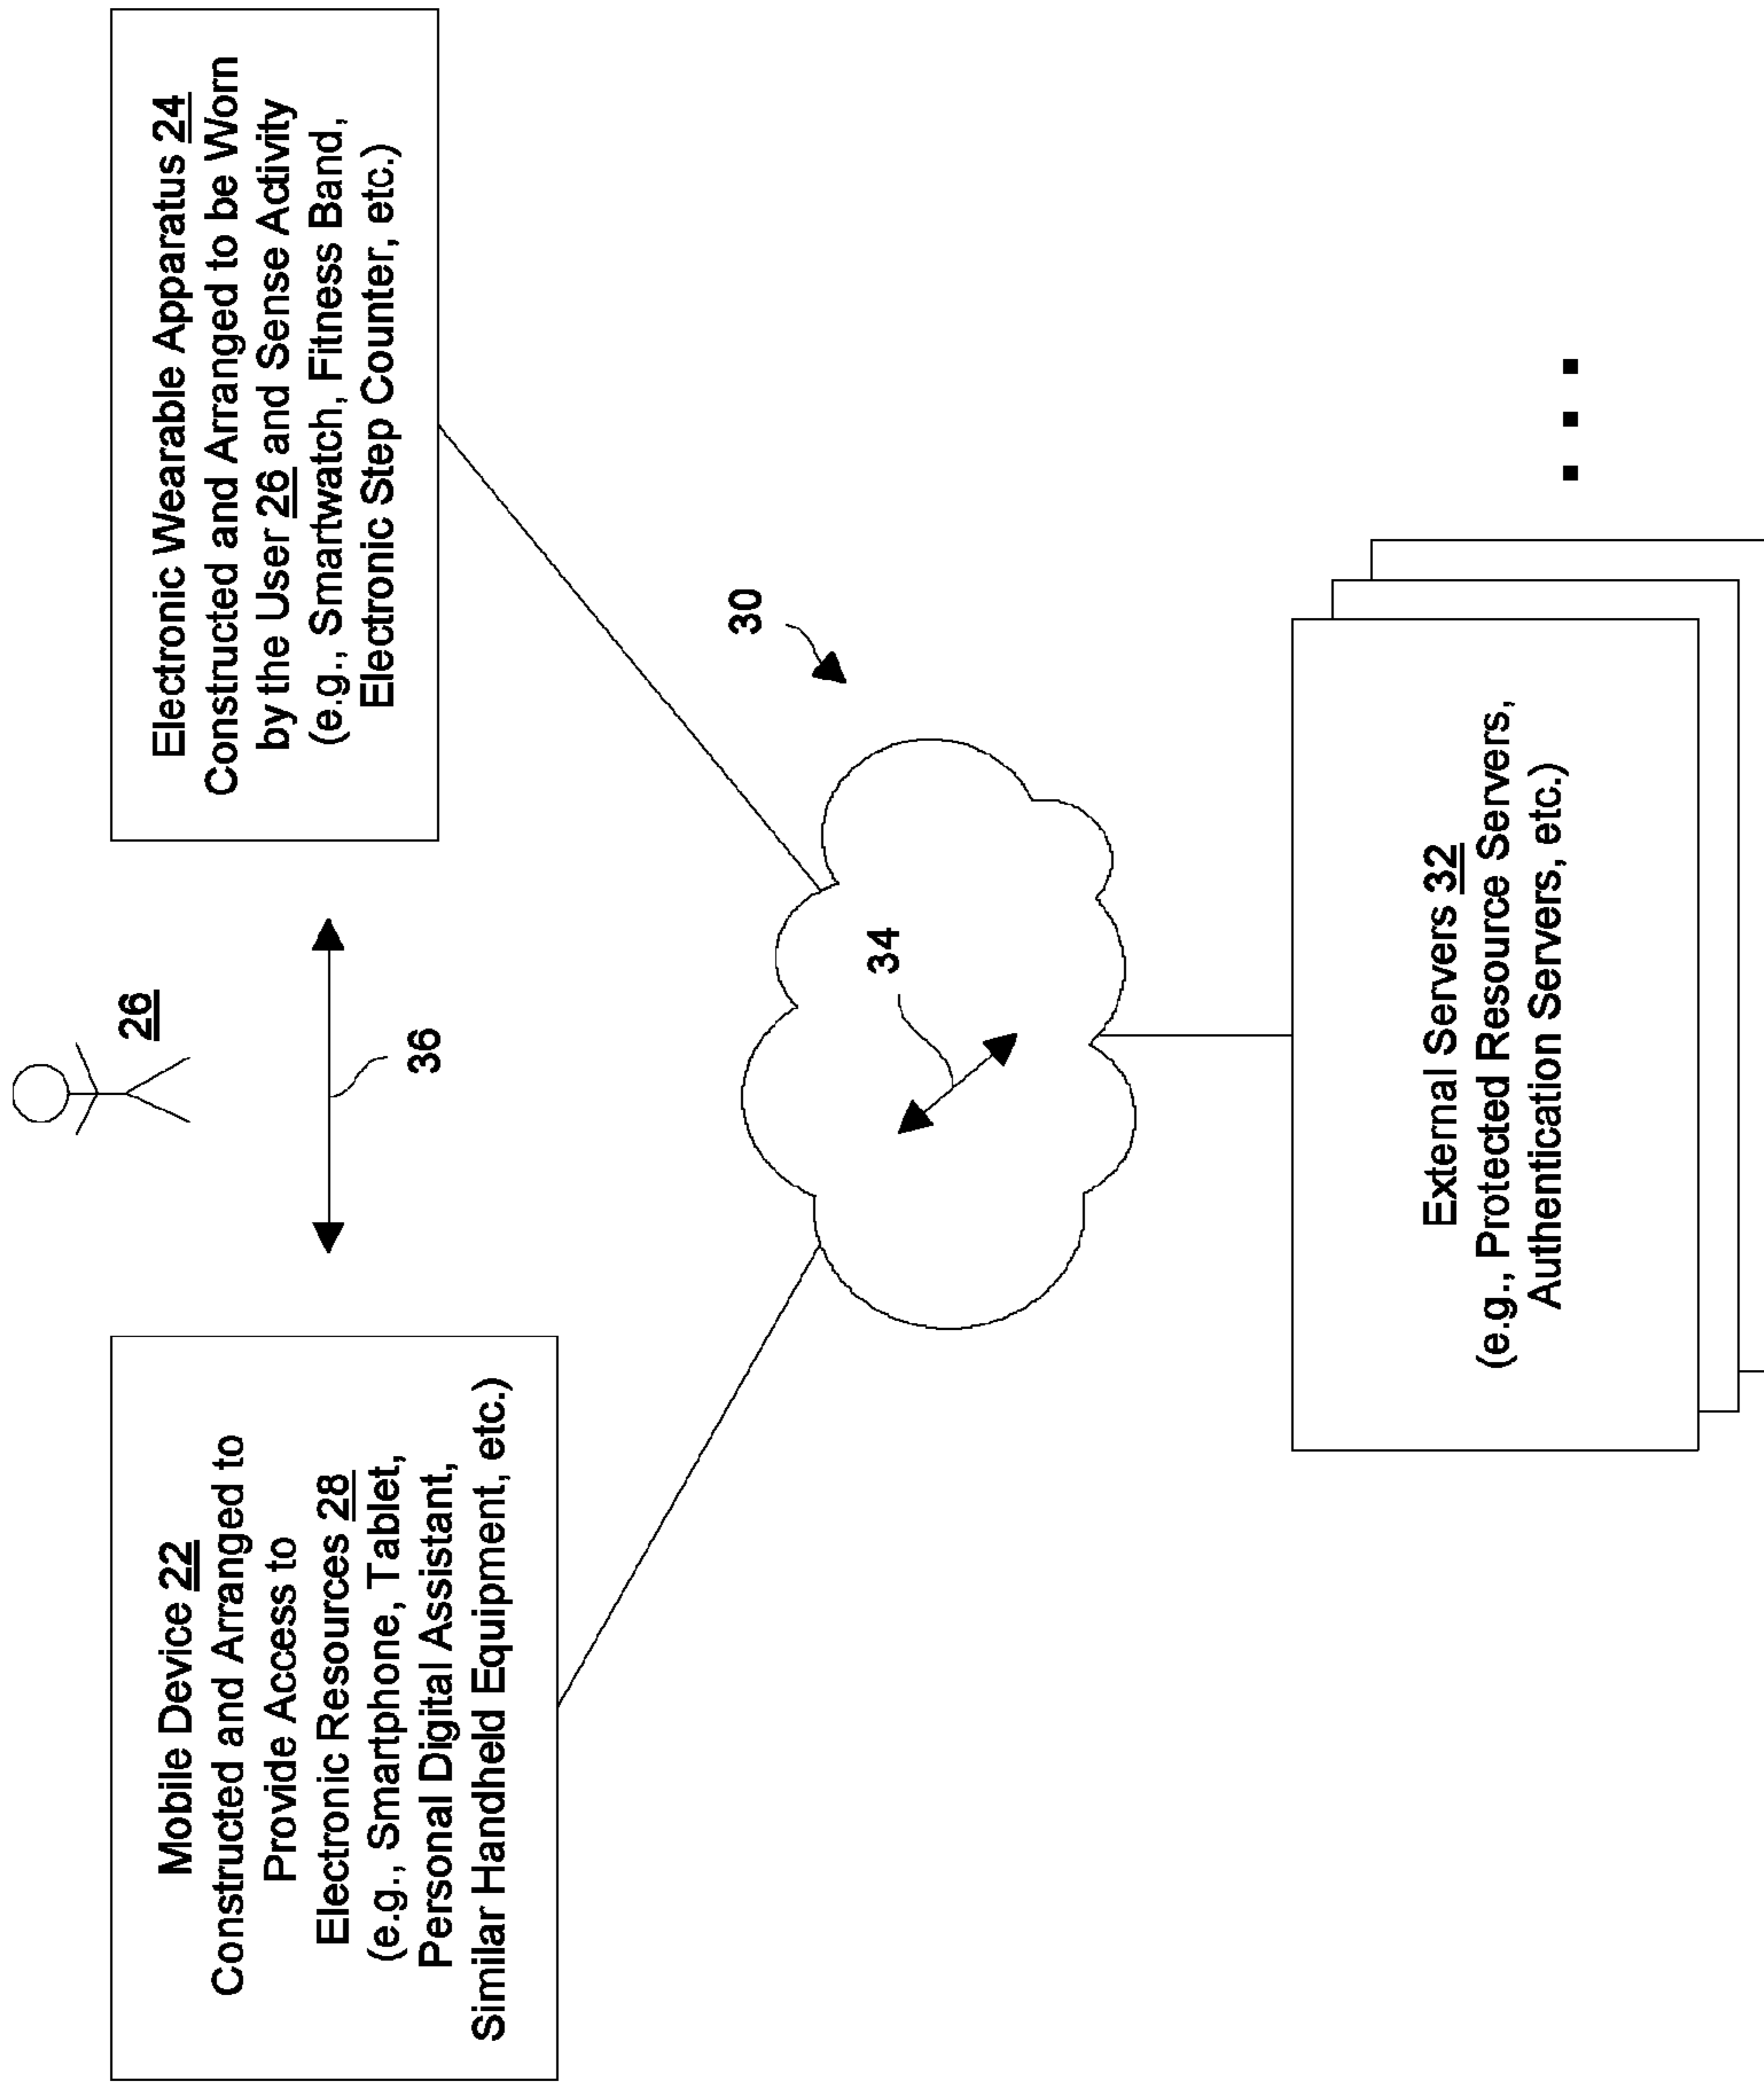 26
36
Mobile Device 22
Constructed and Arranged to
Provide Access to
Electronic Resources 28
(e.g., Smartphone, Tablet,
Personal Digital Assistant,
Similar Handheld Equipment, etc.)
Electronic Wearable Apparatus 24
Constructed and Arranged to be Worn
by the User 26 and Sense Activity
(e.g., Smartwatch, Fitness Band,
Electronic Step Counter, etc.)
30
34
External Servers 32
(e.g., Protected Resource Servers,
Authentication Servers, etc.)